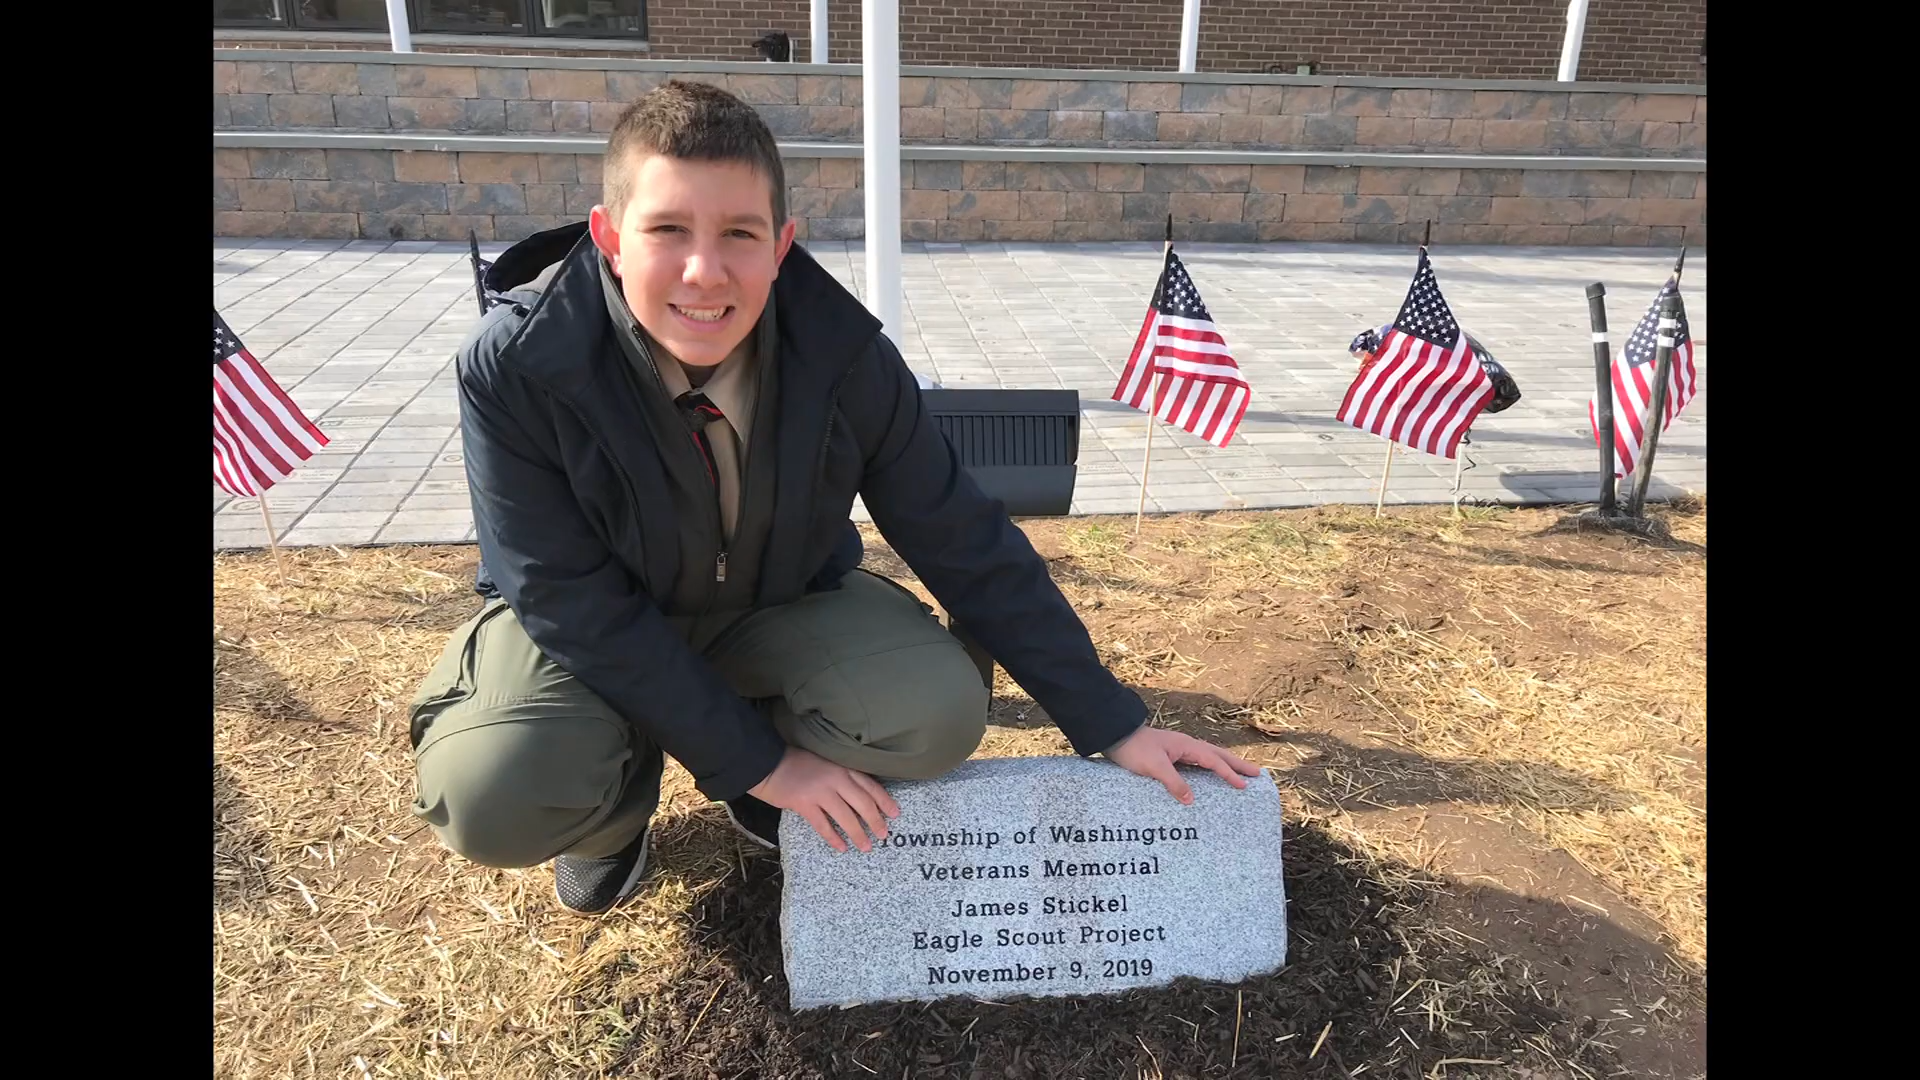 Township of Washington
Veterans Memorial
James Stickel
Eagle Scout Project
November 9, 2019